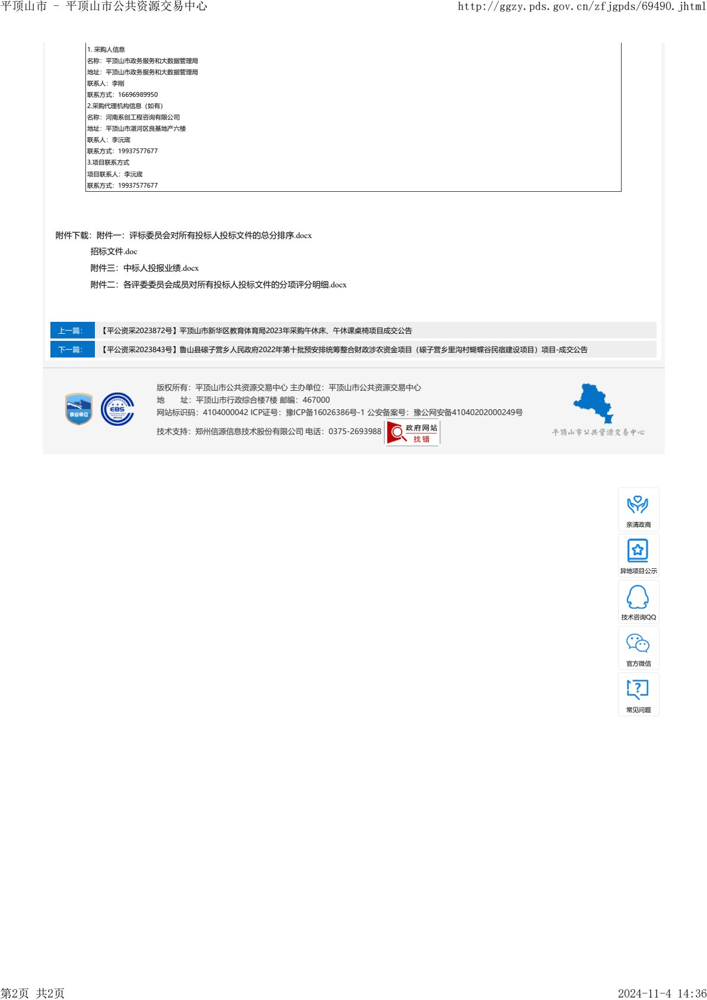 平顶山市 - 平顶山市公共资源交易中心
http://ggzy.pds.gov.cn/zfjgpds/69490.jhtml
1. 采购人信息
名称：平顶山市政务服务和大数据管理局
地址：平顶山市政务服务和大数据管理局
联系人：李刚
联系方式：16696989950
2.采购代理机构信息（如有）
名称：河南系创工程咨询有限公司
地址：平顶山市湛河区良基地产六楼
联系人：李沅宬
联系方式：19937577677
3.项目联系方式
项目联系人：李沅宬
联系方式：19937577677
附件下载：附件一：评标委员会对所有投标人投标文件的总分排序.docx
招标文件.doc
附件三：中标人投报业绩.docx
附件二：各评委委员会成员对所有投标人投标文件的分项评分明细.docx
上一篇： 【平公资采2023872号】平顶山市新华区教育体育局2023年采购午休床、午休课桌椅项目成交公告
下一篇： 【平公资采2023843号】鲁山县磙子营乡人民政府2022年第十批预安排统筹整合财政涉农资金项目（磙子营乡里沟村蝴蝶谷民宿建设项目）项目-成交公告
事业单位
EBS
版权所有：平顶山市公共资源交易中心 主办单位：平顶山市公共资源交易中心
地 址：平顶山市行政综合楼7楼 邮编：467000
网站标识码：4104000042 ICP证号：豫ICP备16026386号-1 公安备案号：豫公网安备41040202000249号
技术支持：郑州信源信息技术股份有限公司 电话：0375-2693988
政府网站
找错
平顶山市公共资源交易中心
亲清政商
异地项目公示
技术咨询QQ
官方微信
常见问题
第2页 共2页
2024-11-4 14:36